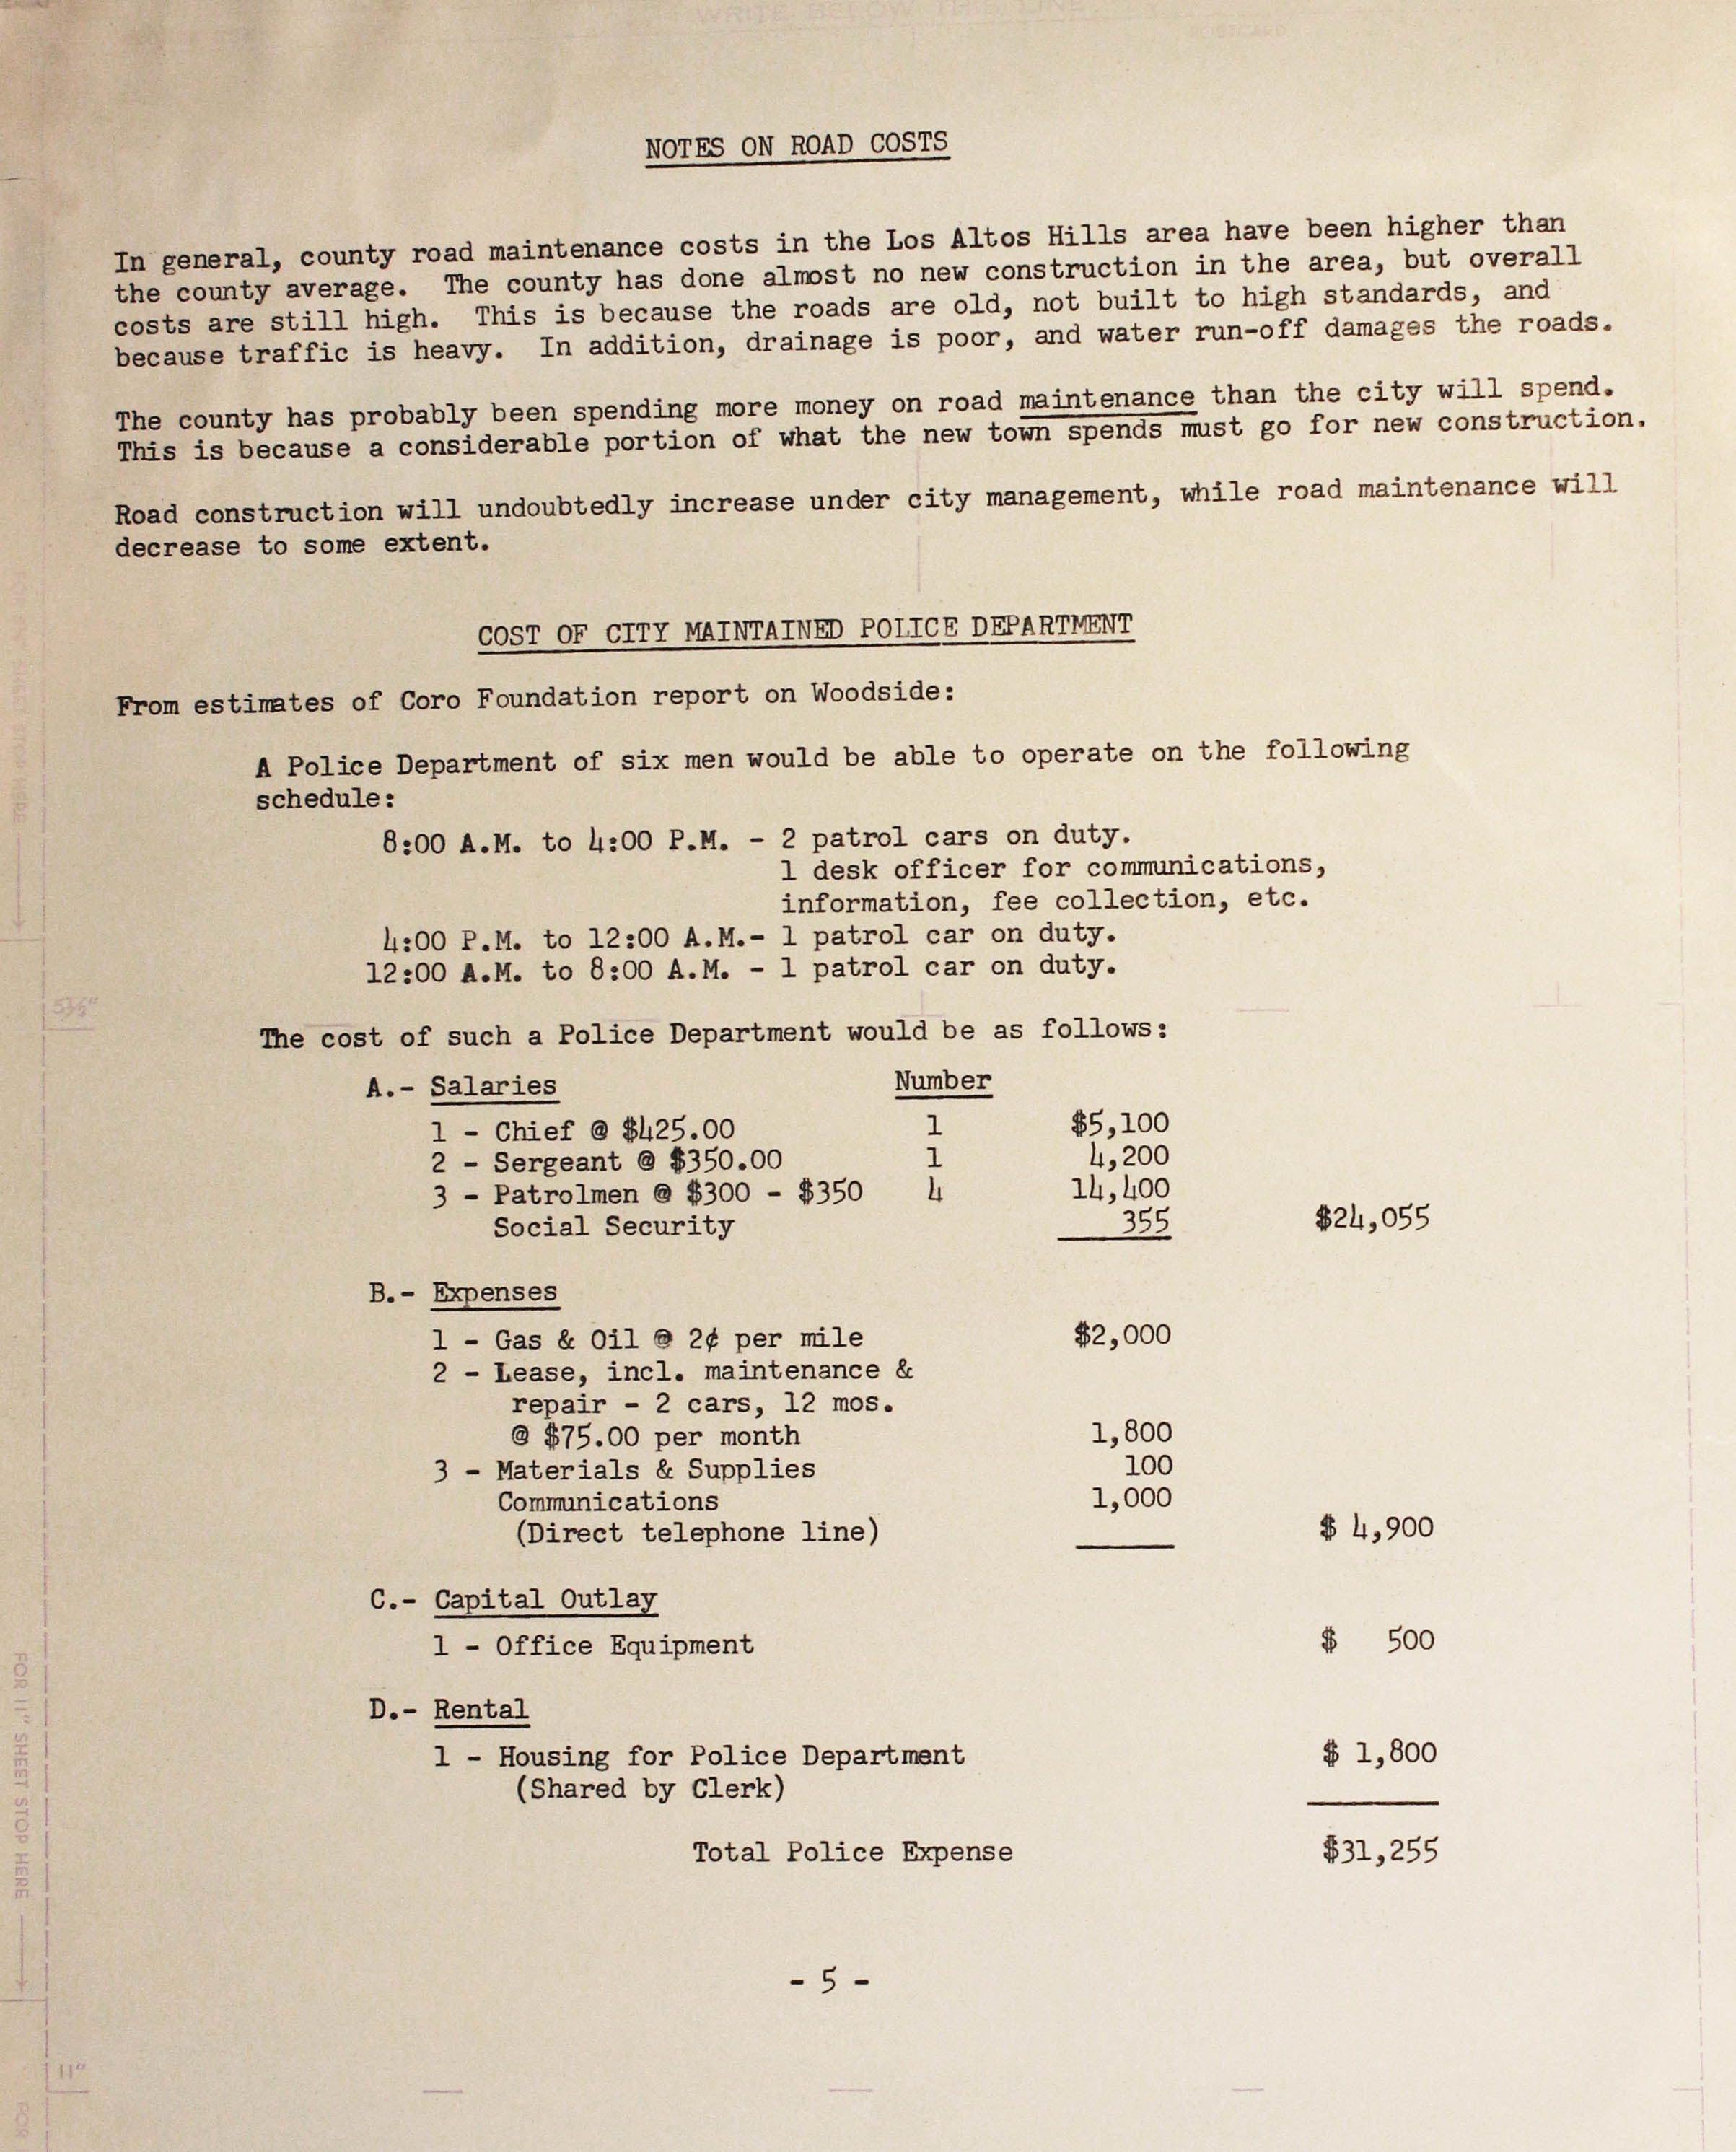 WRITE BELOW THIS LINE
POSTCARD
NOTES ON ROAD COSTS
In general, county road maintenance costs in the Los Altos Hills area have been higher than
the county average. The county has done almost no new construction in the area, but overall
costs are still high. This is because the roads are old, not built to high standards, and
because traffic is heavy. In addition, drainage is poor, and water run-off damages the roads.
The county has probably been spending more money on road maintenance than the city will spend.
This is because a considerable portion of what the new town spends must go for new construction.
Road construction will undoubtedly increase under city management, while road maintenance will
decrease to some extent.
COST OF CITY MAINTAINED POLICE DEPARTMENT
From estimates of Coro Foundation report on Woodside:
A Police Department of six men would be able to operate on the following
schedule:
8:00 A.M. to 4:00 P.M. - 2 patrol cars on duty.
1 desk officer for communications,
information, fee collection, etc.
4:00 P.M. to 12:00 A.M.- 1 patrol car on duty.
12:00 A.M. to 8:00 A.M. - 1 patrol car on duty.
The cost of such a Police Department would be as follows:
A.- Salaries Number
1 - Chief @ $425.00 1 $5,100
2 - Sergeant @ $350.00 1 4,200
3 - Patrolmen @ $300 - $350 4 14,400
Social Security 355 $24,055
B.- Expenses
1 - Gas & Oil @ 2¢ per mile $2,000
2 - Lease, incl. maintenance &
repair - 2 cars, 12 mos.
@ $75.00 per month 1,800
3 - Materials & Supplies 100
Communications 1,000
(Direct telephone line) $ 4,900
C.- Capital Outlay
1 - Office Equipment $ 500
D.- Rental
1 - Housing for Police Department $ 1,800
(Shared by Clerk)
Total Police Expense $31,255
- 5 -
FOR 11" SHEET STOP HERE
11"
FOR